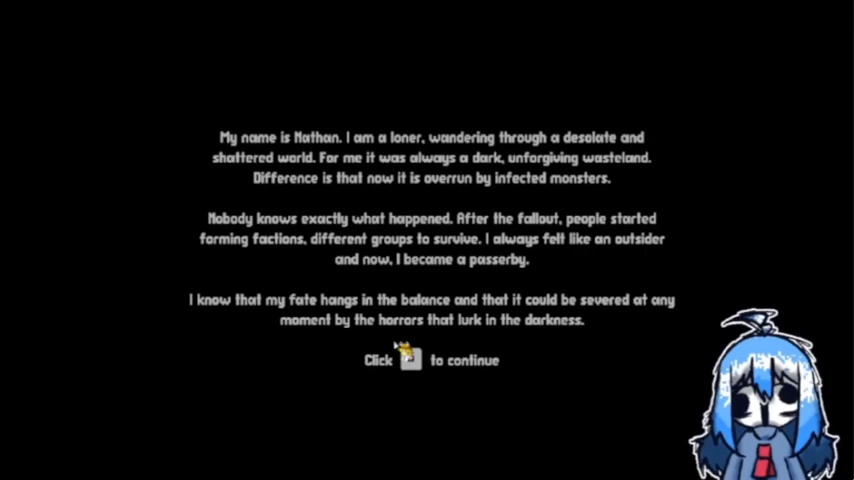 My name is Nathan. I am a loner, wandering through a desolate and
shattered world. For me it was always a dark, unforgiving wasteland.
Difference is that now it is overrun by infected monsters.
Nobody knows exactly what happened. After the fallout, people started
forming factions, different groups to survive. I always felt like an outsider
and now, I became a passerby.
I know that my fate hangs in the balance and that it could be severed at any
moment by the horrors that lurk in the darkness.
Click to continue